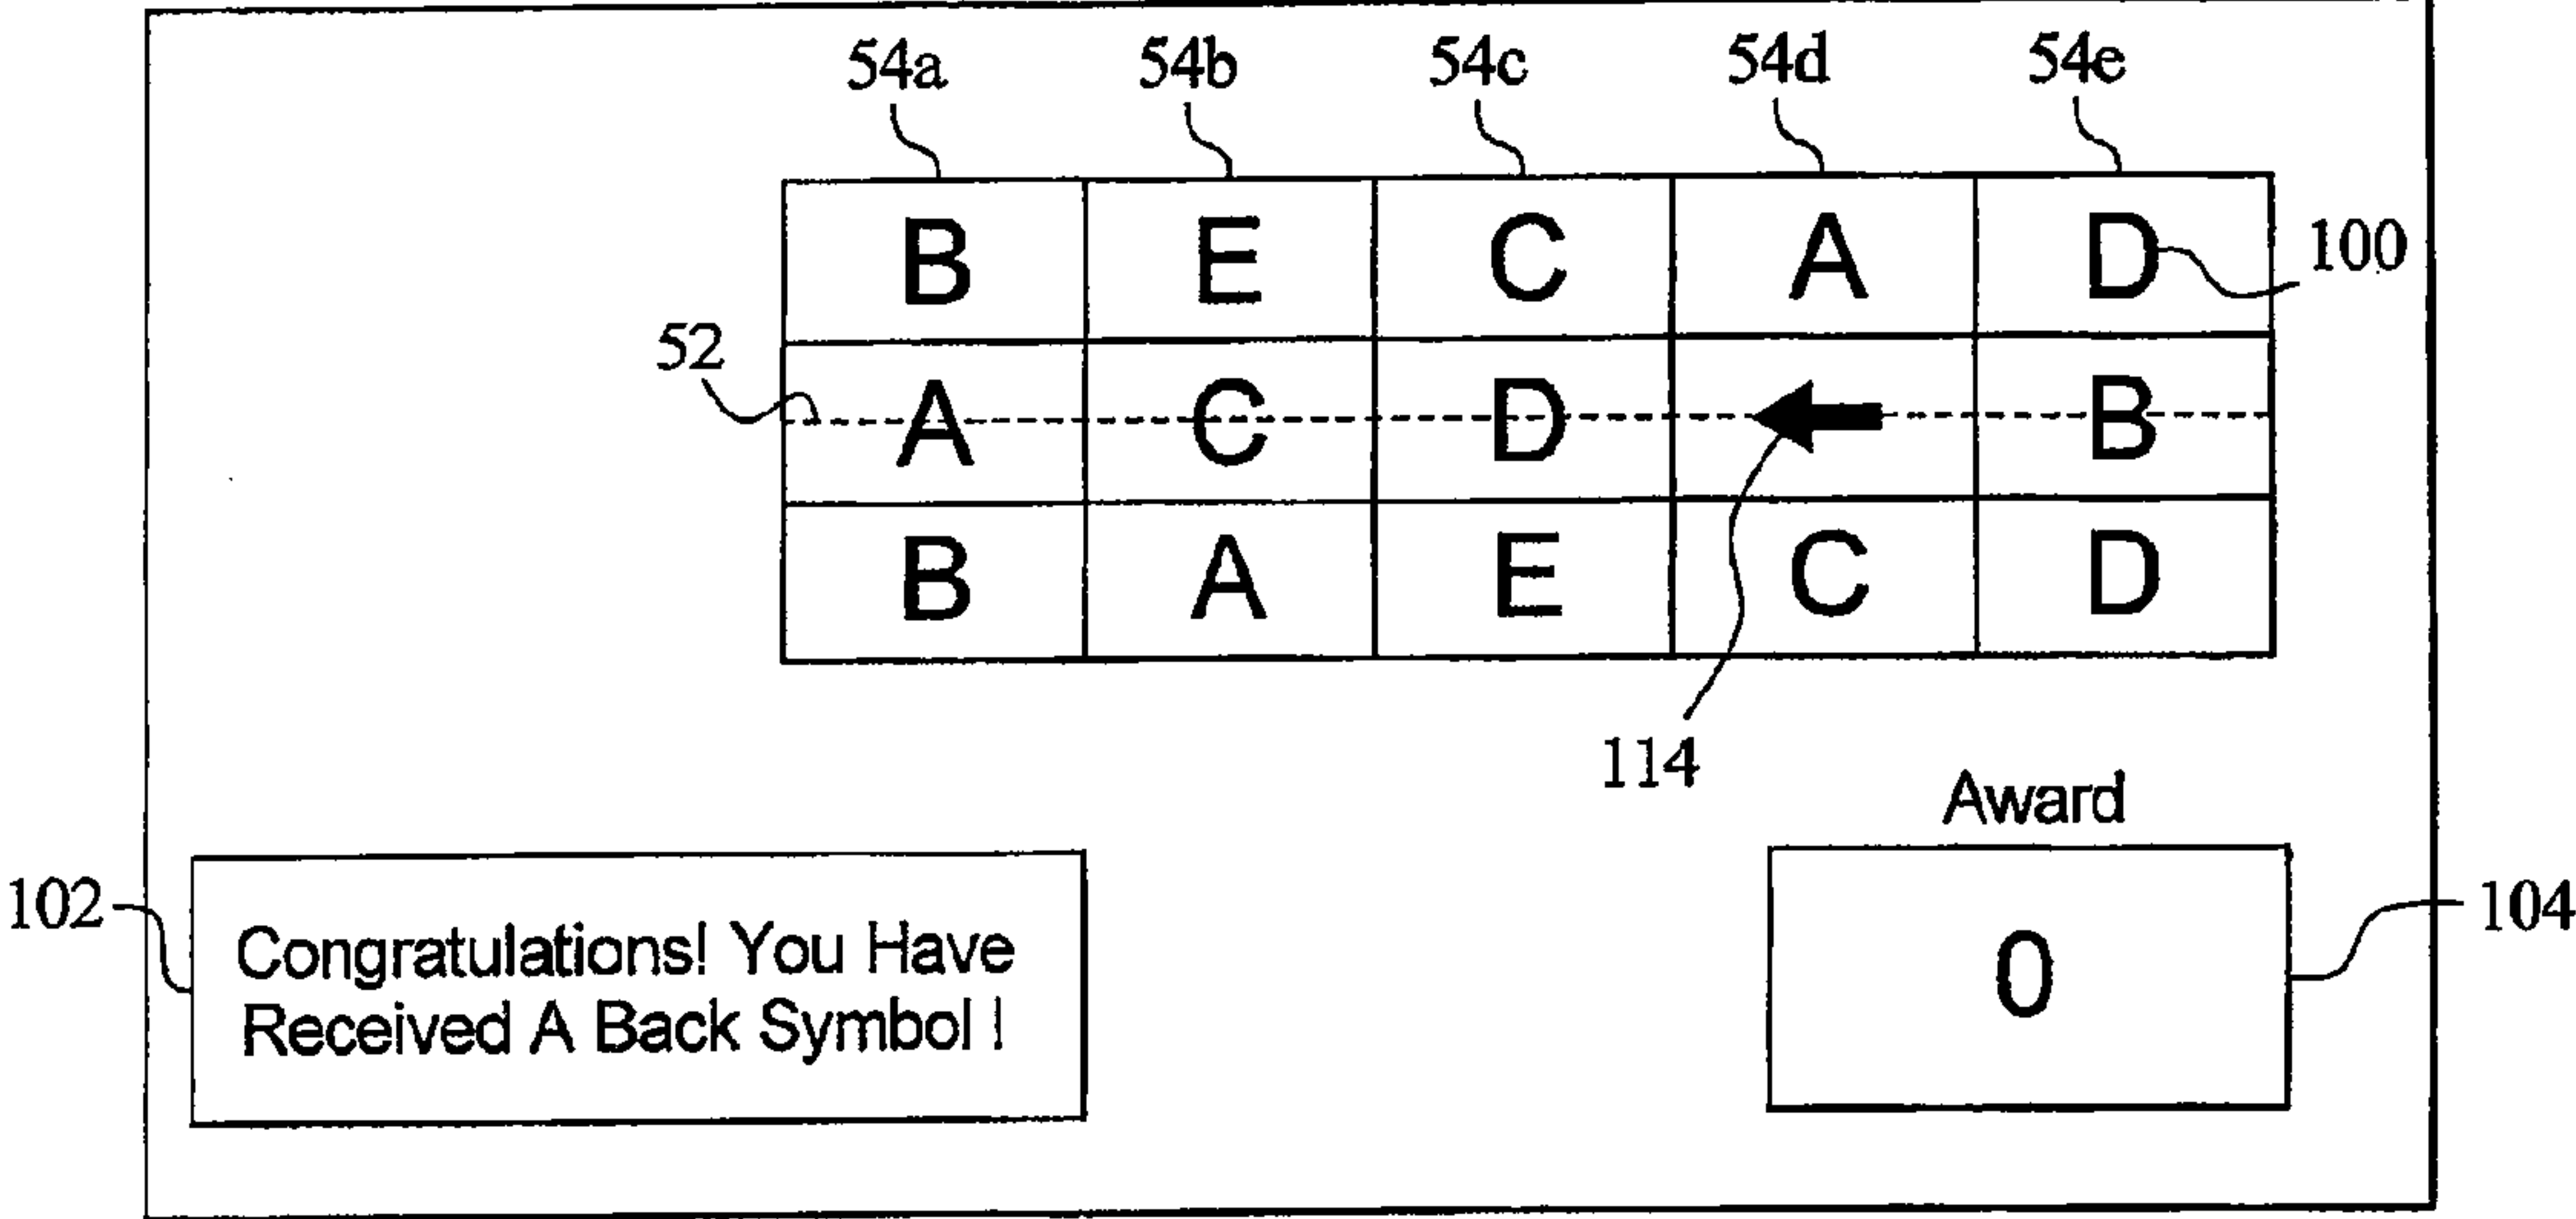 54a 54b 54c 54d 54e
B E C A D 100
52 A C D B
B A E C D
114
Award
102 Congratulations! You Have
Received A Back Symbol !
0 104